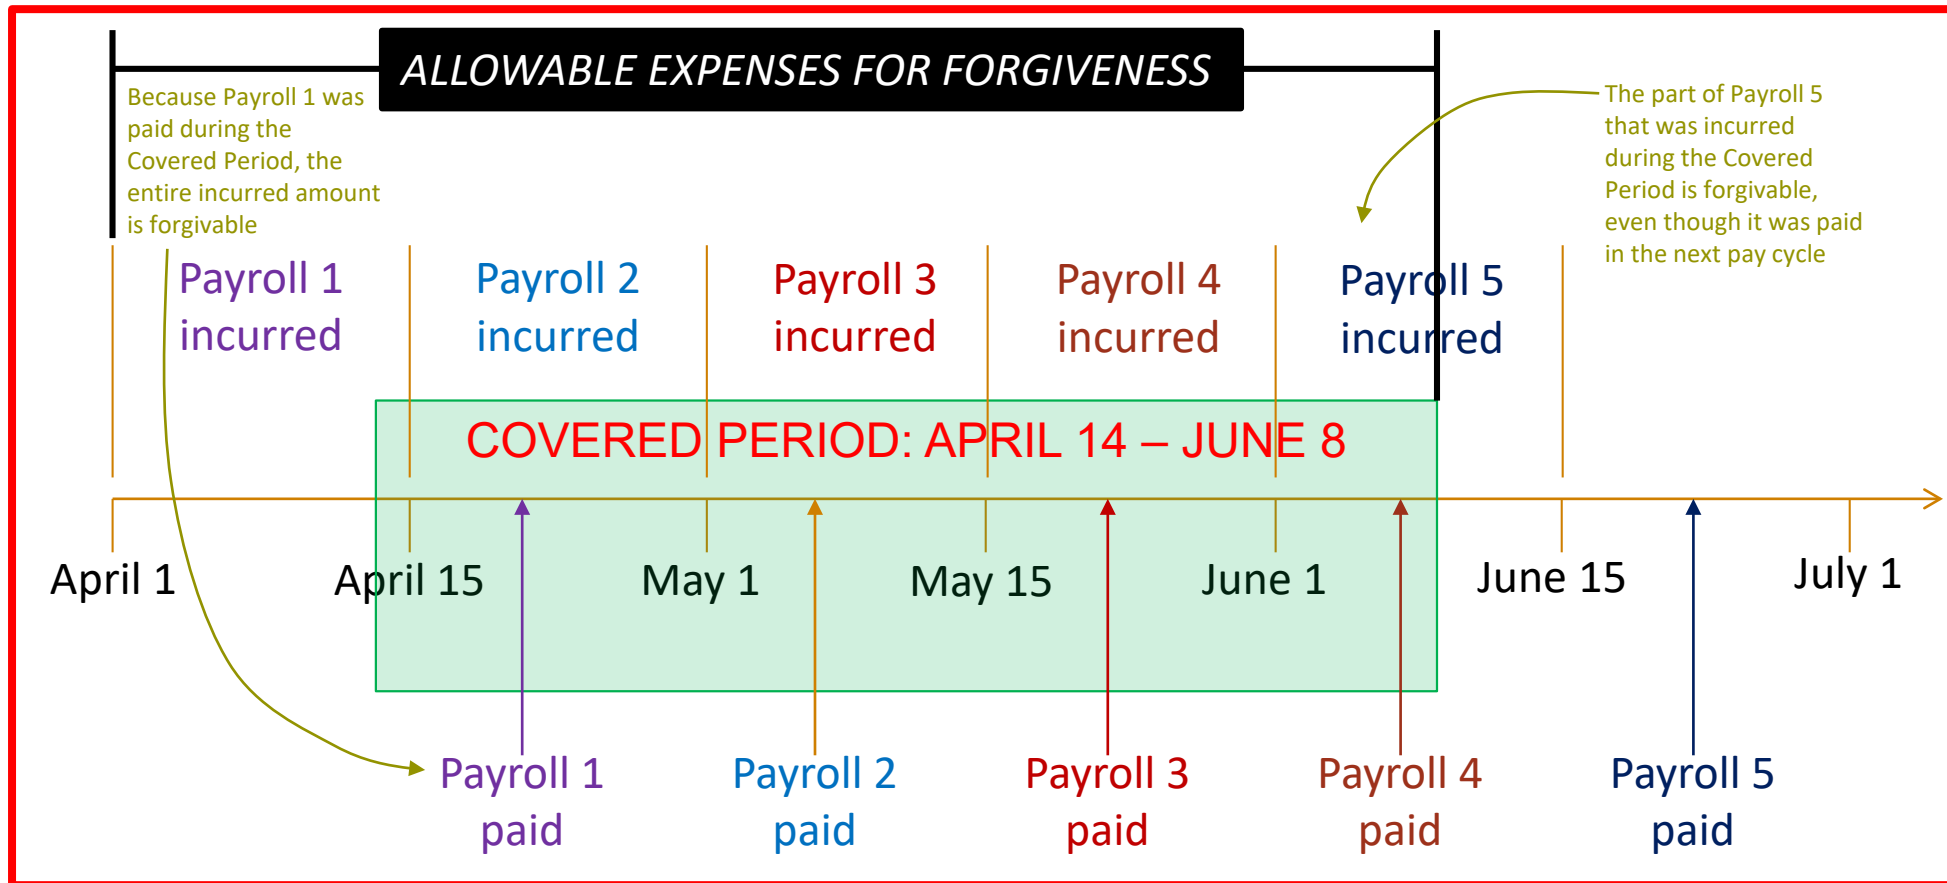 ALLOWABLE EXPENSES FOR FORGIVENESS
Because Payroll 1 was
paid during the
Covered Period, the
entire incurred amount
is forgivable
The part of Payroll 5
that was incurred
during the Covered
Period is forgivable,
even though it was paid
in the next pay cycle
Payroll 1
incurred
Payroll 2
incurred
Payroll 3
incurred
Payroll 4
incurred
Payroll 5
incurred
COVERED PERIOD: APRIL 14 – JUNE 8
April 1
April 15
May 1
May 15
June 1
June 15
July 1
Payroll 1
paid
Payroll 2
paid
Payroll 3
paid
Payroll 4
paid
Payroll 5
paid